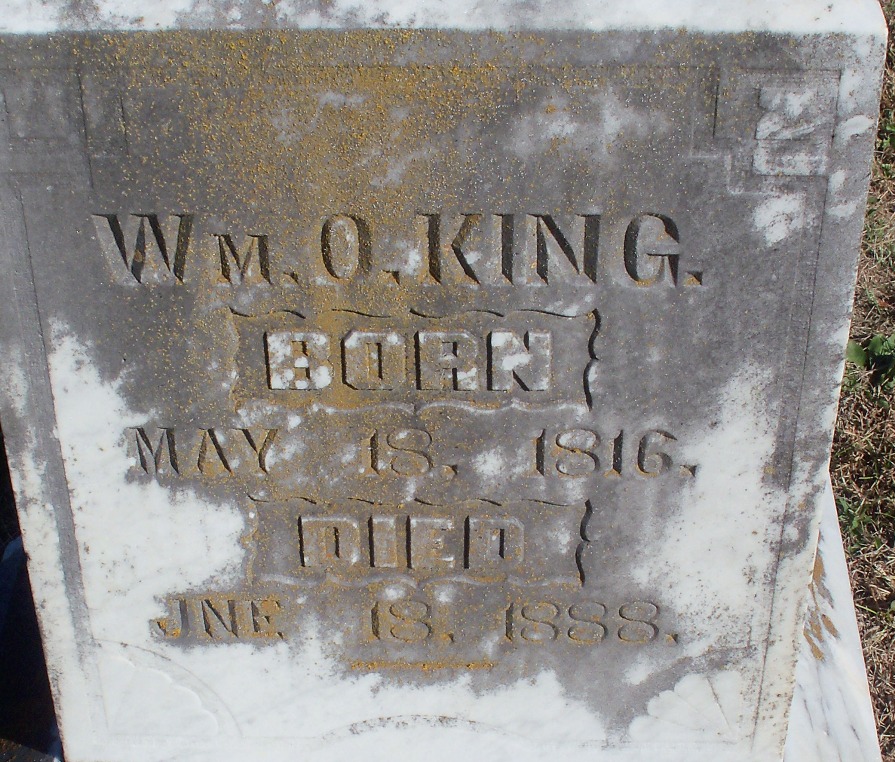 WM. O. KING.
BORN
MAY 18, 1816.
DIED
JNE 18, 1888.